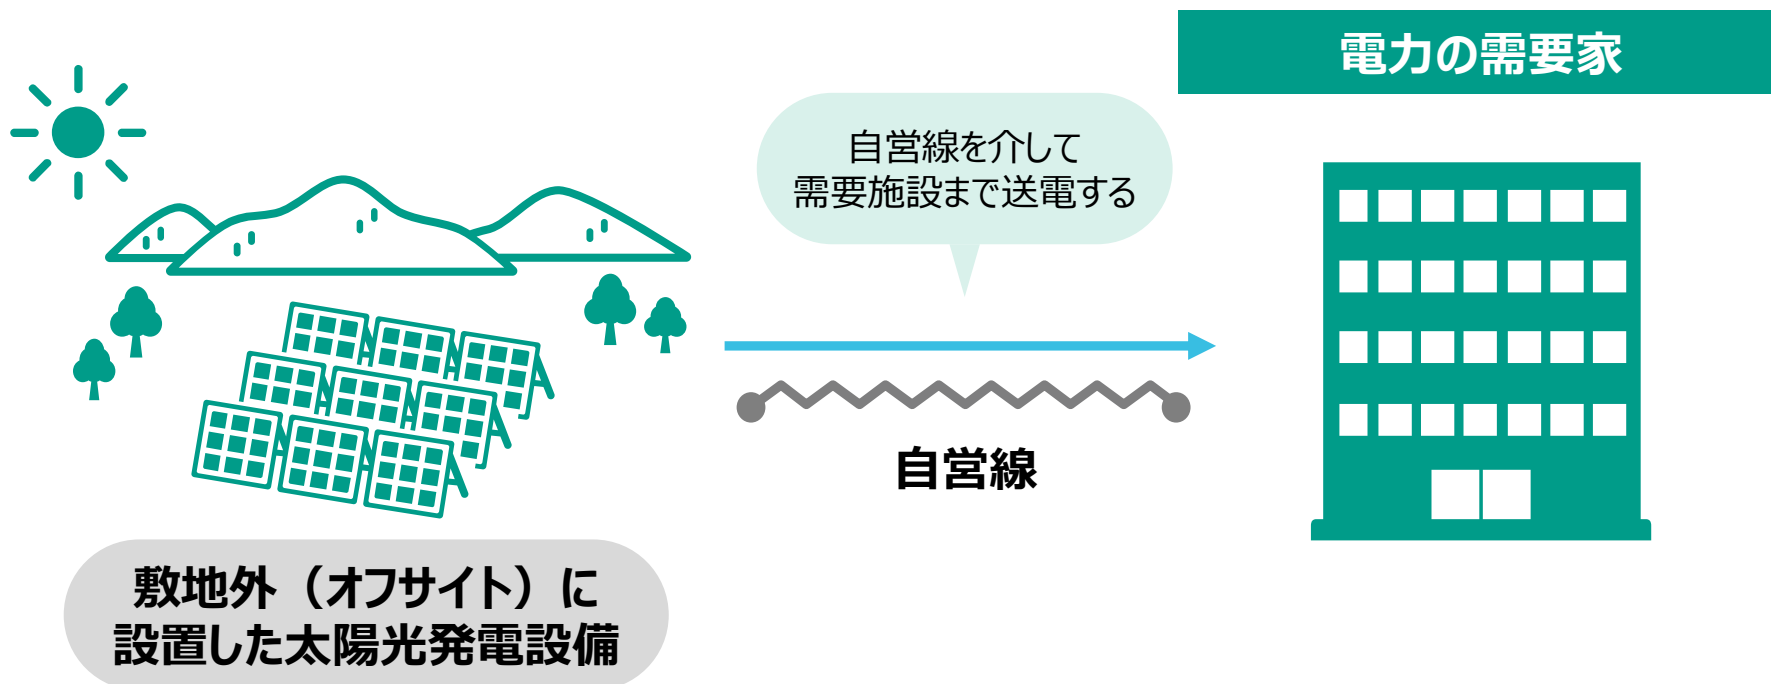 電力の需要家
自営線を介して
需要施設まで送電する
自営線
敷地外（オフサイト）に
設置した太陽光発電設備